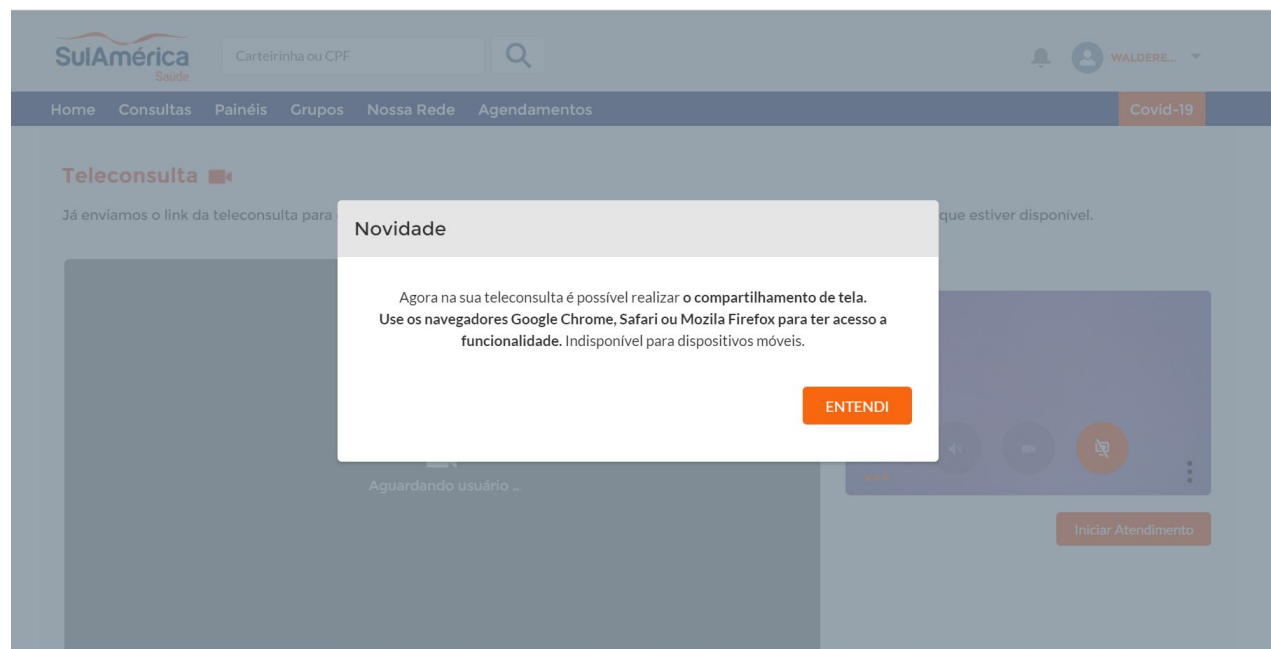 SulAmérica
Saúde
Carteirinha ou CPF
WALDERE...
Home Consultas Painéis Grupos Nossa Rede Agendamentos Covid-19
Teleconsulta
Já enviamos o link da teleconsulta para
que estiver disponível.
Novidade
Agora na sua teleconsulta é possível realizar o compartilhamento de tela.
Use os navegadores Google Chrome, Safari ou Mozila Firefox para ter acesso a
funcionalidade. Indisponível para dispositivos móveis.
ENTENDI
Aguardando usuário ...
Iniciar Atendimento